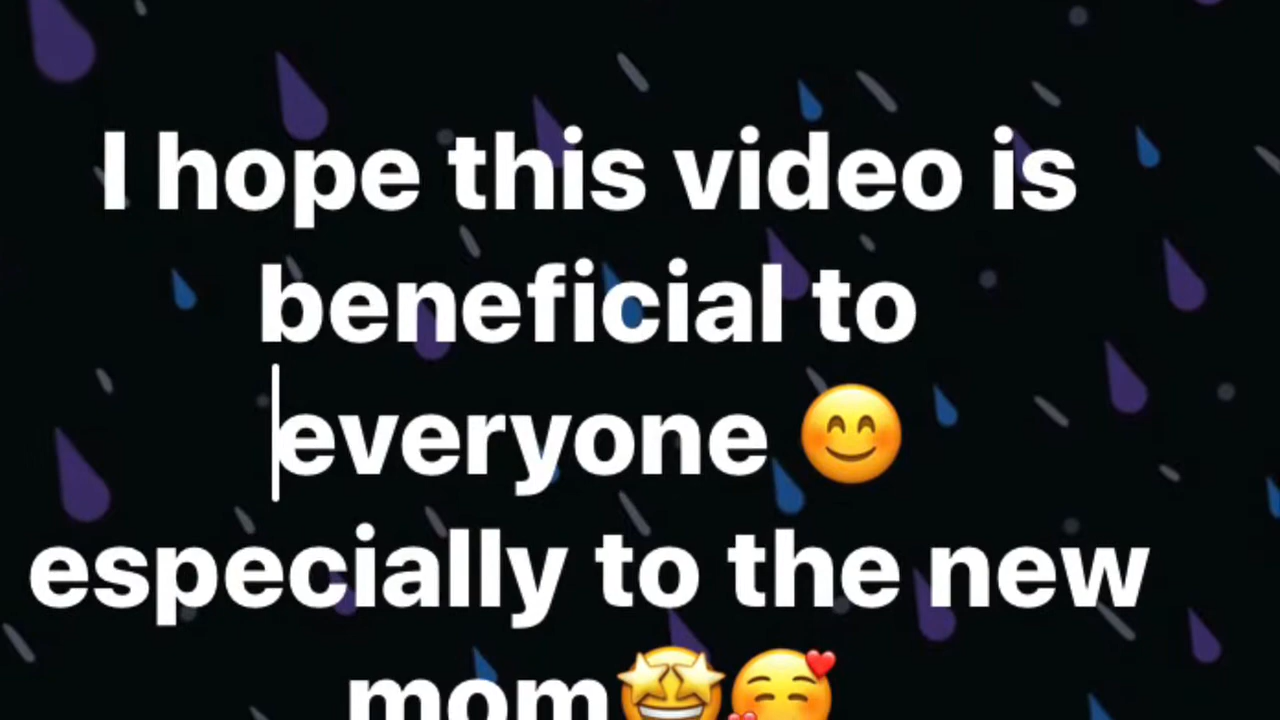 I hope this video is
beneficial to
everyone 😊
especially to the new
mom🤩🥰